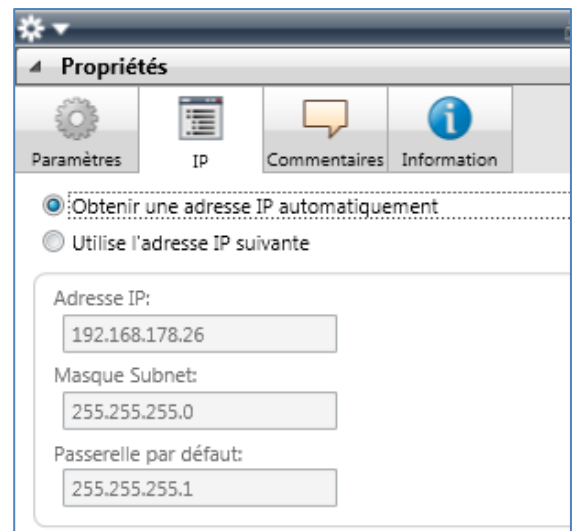 Propriétés
Paramètres IP Commentaires Information
Obtenir une adresse IP automatiquement
Utilise l'adresse IP suivante
Adresse IP:
192.168.178.26
Masque Subnet:
255.255.255.0
Passerelle par défaut:
255.255.255.1